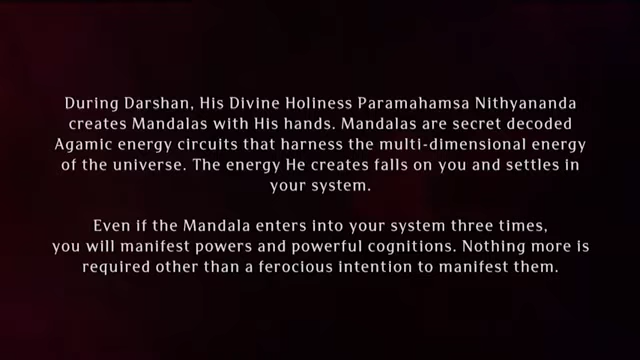 During Darshan, His Divine Holiness Paramahamsa Nithyananda
creates Mandalas with His hands. Mandalas are secret decoded
Agamic energy circuits that harness the multi-dimensional energy
of the universe. The energy He creates falls on you and settles in
your system.
Even if the Mandala enters into your system three times,
you will manifest powers and powerful cognitions. Nothing more is
required other than a ferocious intention to manifest them.